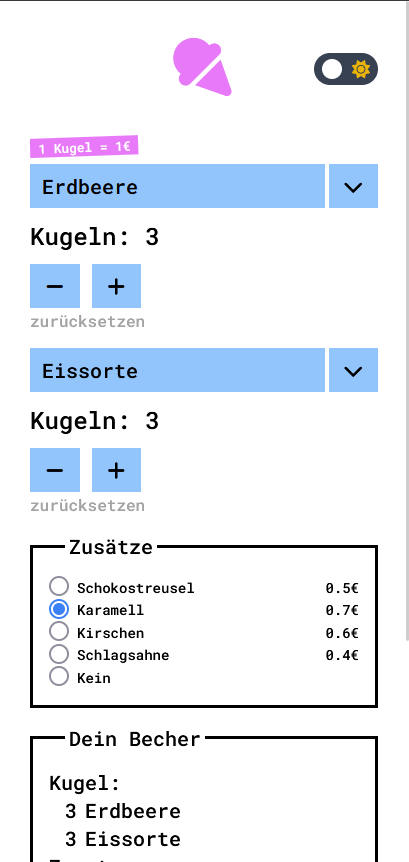 1 Kugel = 1€
Erdbeere
Kugeln: 3
− +
zurücksetzen
Eissorte
Kugeln: 3
− +
zurücksetzen
Zusätze
Schokostreusel 0.5€
Karamell 0.7€
Kirschen 0.6€
Schlagsahne 0.4€
Kein
Dein Becher
Kugel:
3 Erdbeere
3 Eissorte